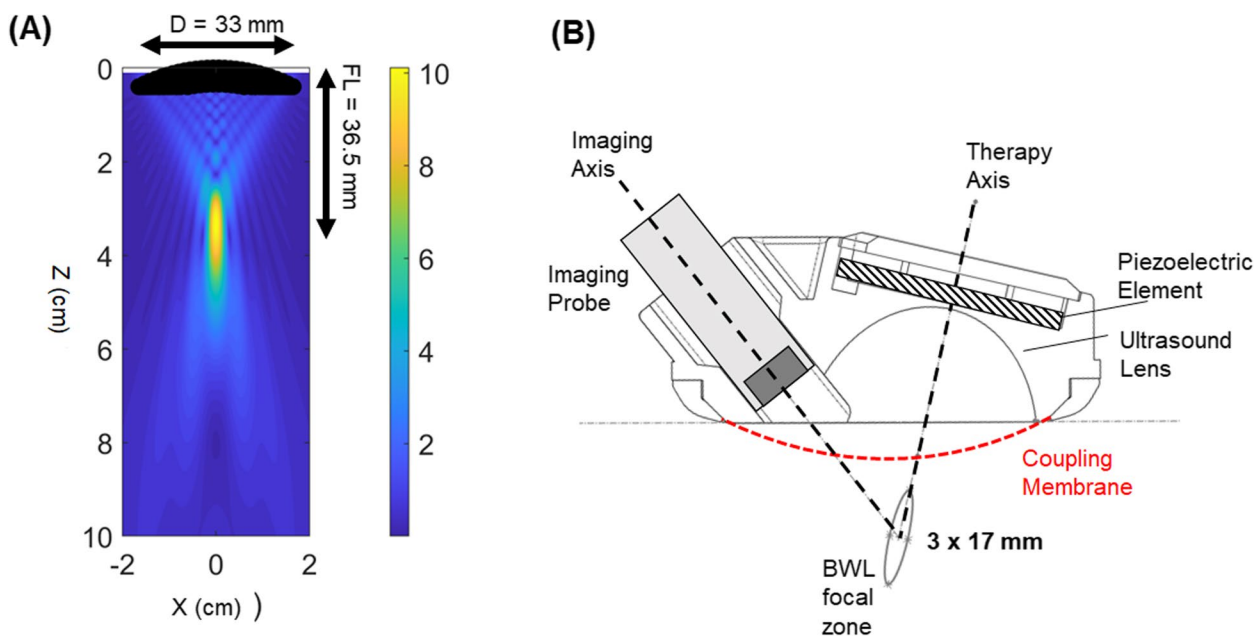 (A)
D = 33 mm
FL = 36.5 mm
0
2
4
6
8
10
Z (cm)
-2
0
2
X (cm) )
10
8
6
4
2
(B)
Imaging
Axis
Therapy
Axis
Imaging
Probe
Piezoelectric
Element
Ultrasound
Lens
Coupling
Membrane
3 x 17 mm
BWL
focal
zone